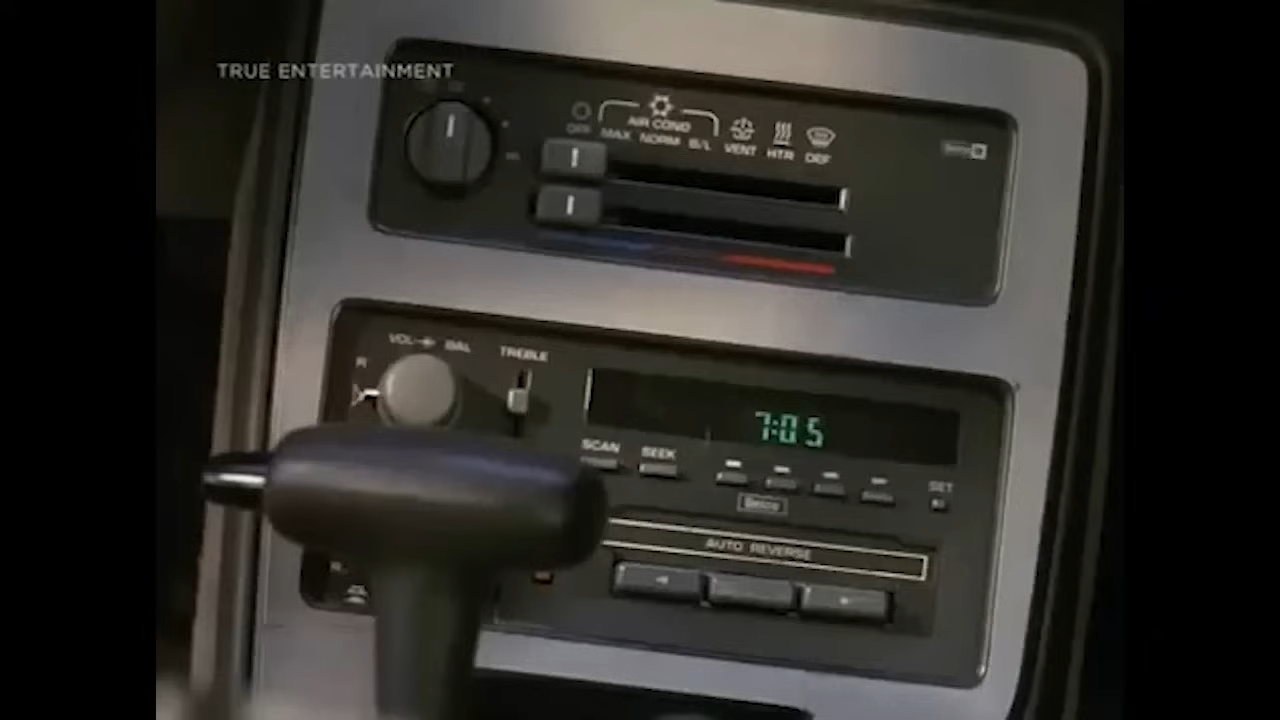 TRUE ENTERTAINMENT
OFF MAX AIR COND NORM B/L VENT HTR DEF
VOL BAL TREBLE
R
7:05
SCAN SEEK
SET
AUTO REVERSE